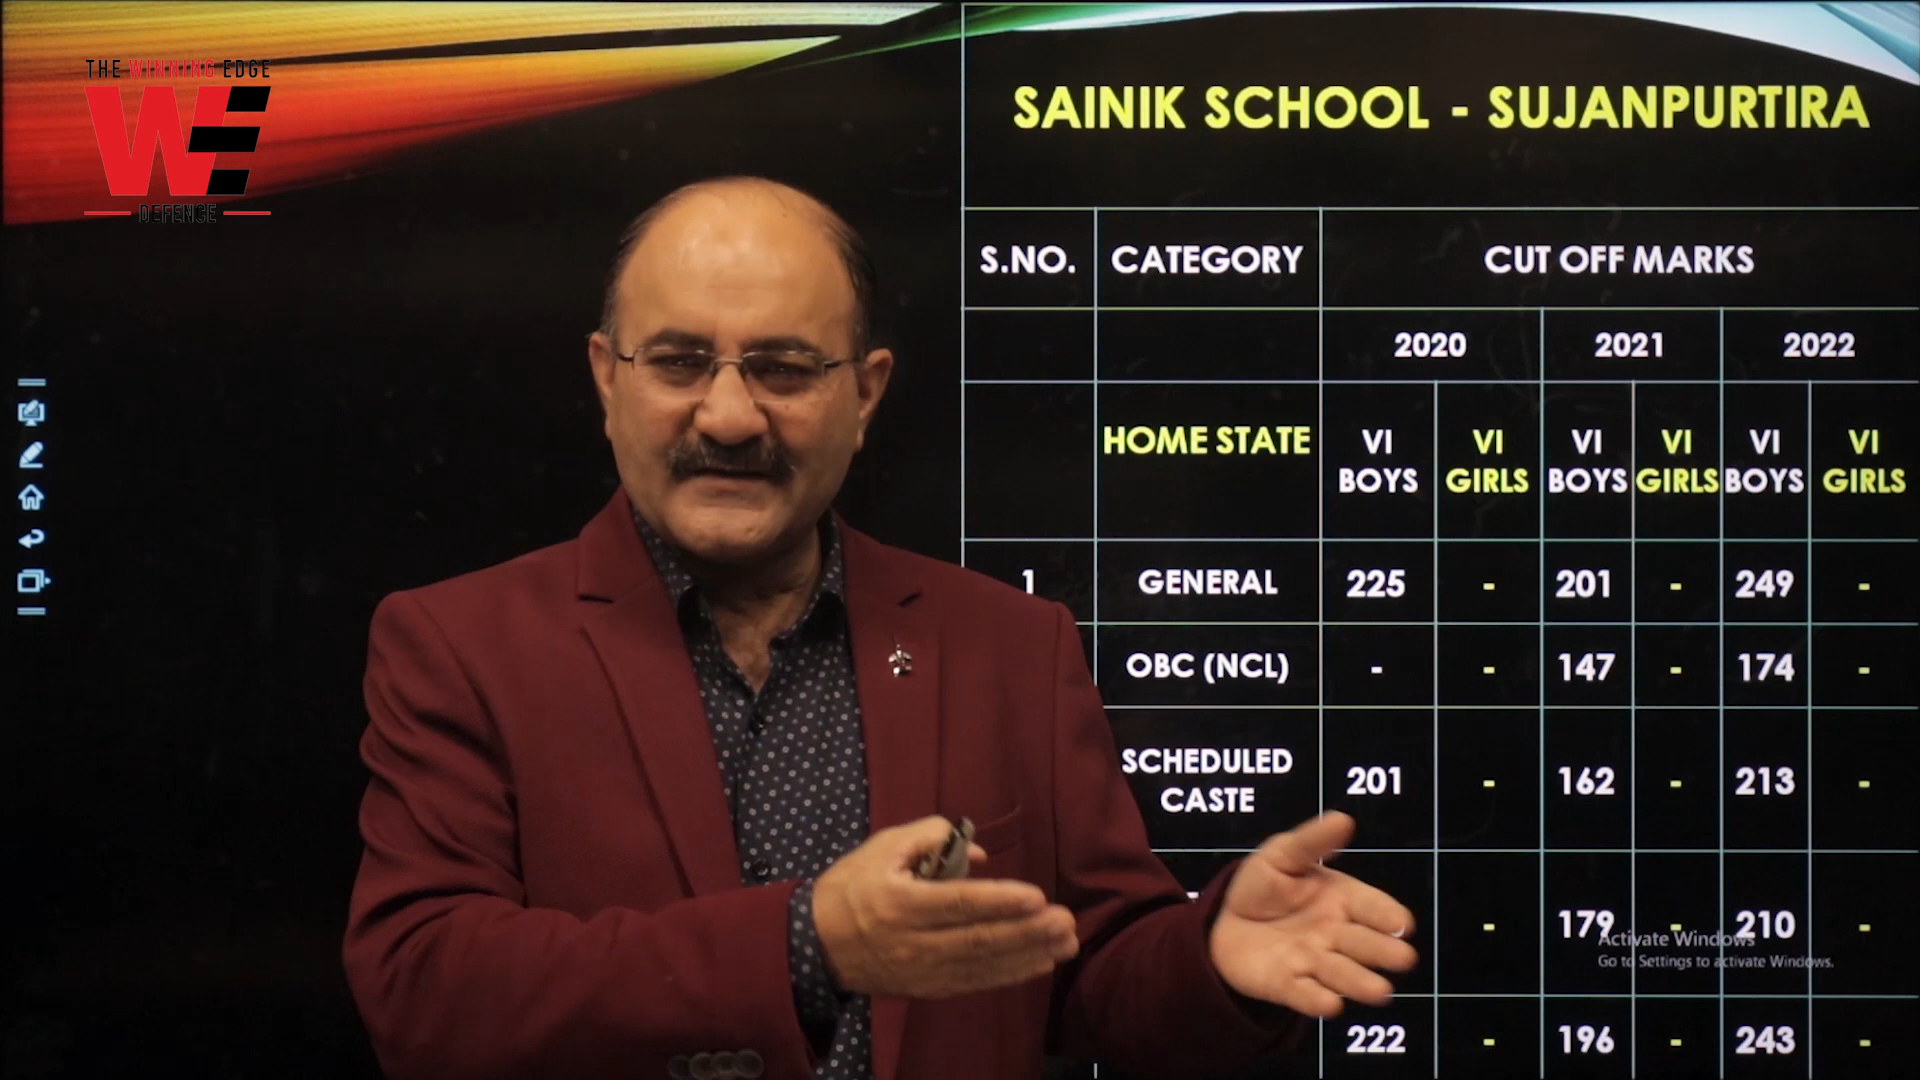 THE WINNING EDGE
WE
DEFENCE
SAINIK SCHOOL - SUJANPURTIRA
S.NO. CATEGORY CUT OFF MARKS
2020 2021 2022
HOME STATE VI BOYS VI GIRLS VI BOYS VI GIRLS VI BOYS VI GIRLS
1 GENERAL 225 - 201 - 249 -
OBC (NCL) - - 147 - 174 -
SCHEDULED CASTE 201 - 162 - 213 -
- 179 - 210 -
Activate Windows
Go to Settings to activate Windows.
222 - 196 - 243 -